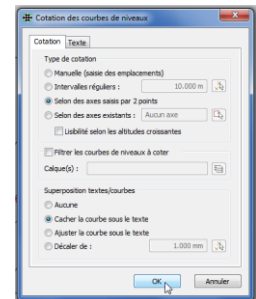 Cotation des courbes de niveaux
Cotation Texte
Type de cotation
Manuelle (saisie des emplacements)
Intervalles réguliers : 10.000 m
Selon des axes saisis par 2 points
Selon des axes existants : Aucun axe
Lisibilité selon les altitudes croissantes
Filtrer les courbes de niveaux à coter
Calque(s) :
Superposition textes/courbes
Aucune
Cacher la courbe sous le texte
Ajuster la courbe sous le texte
Décaler de : 1.000 mm
OK Annuler